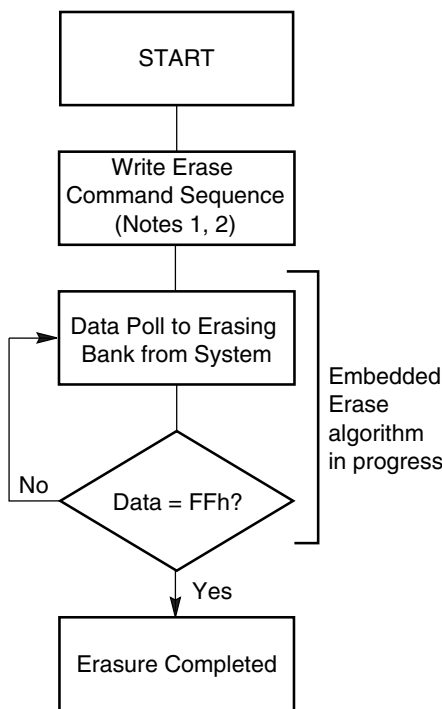 START
Write Erase
Command Sequence
(Notes 1, 2)
Data Poll to Erasing
Bank from System
Embedded
Erase
algorithm
in progress
No
Data = FFh?
Yes
Erasure Completed